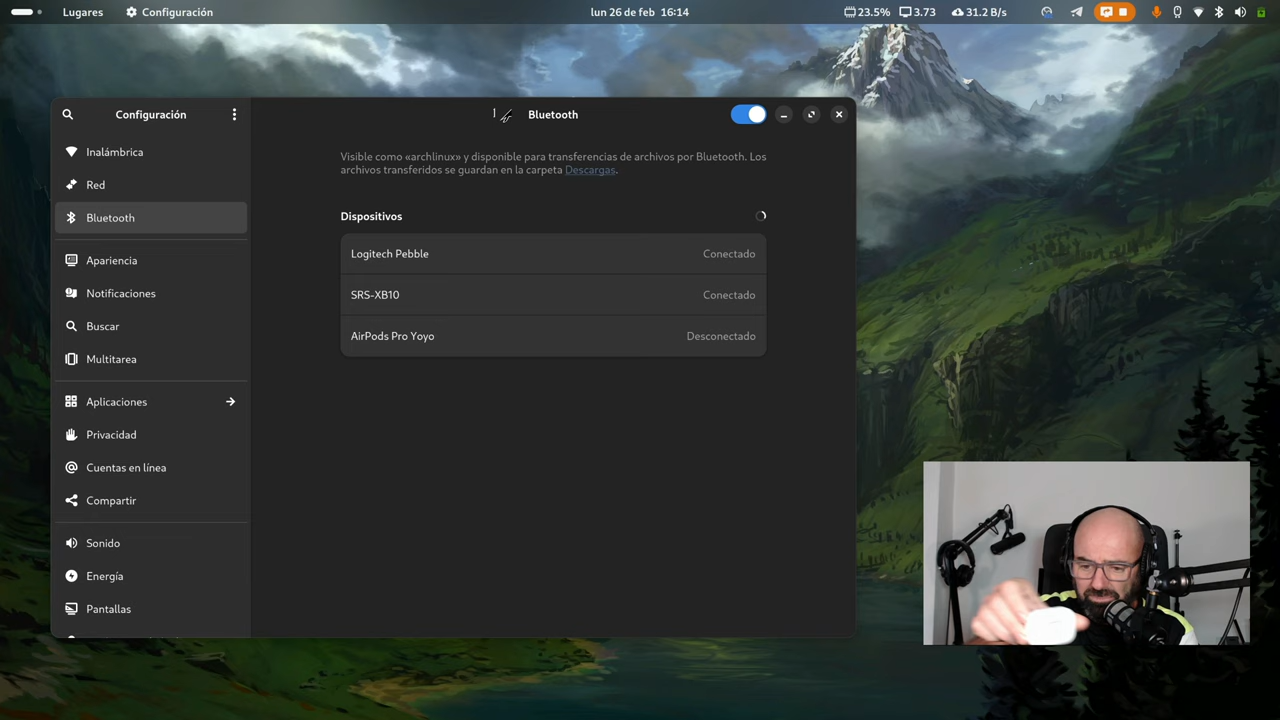 Lugares
Configuración
lun 26 de feb 16:14
23.5%
3.73
31.2 B/s
Configuración
Bluetooth
Inalámbrica
Red
Bluetooth
Apariencia
Notificaciones
Buscar
Multitarea
Aplicaciones
Privacidad
Cuentas en línea
Compartir
Sonido
Energía
Pantallas
Visible como «archlinux» y disponible para transferencias de archivos por Bluetooth. Los
archivos transferidos se guardan en la carpeta Descargas.
Dispositivos
Logitech Pebble Conectado
SRS-XB10 Conectado
AirPods Pro Yoyo Desconectado